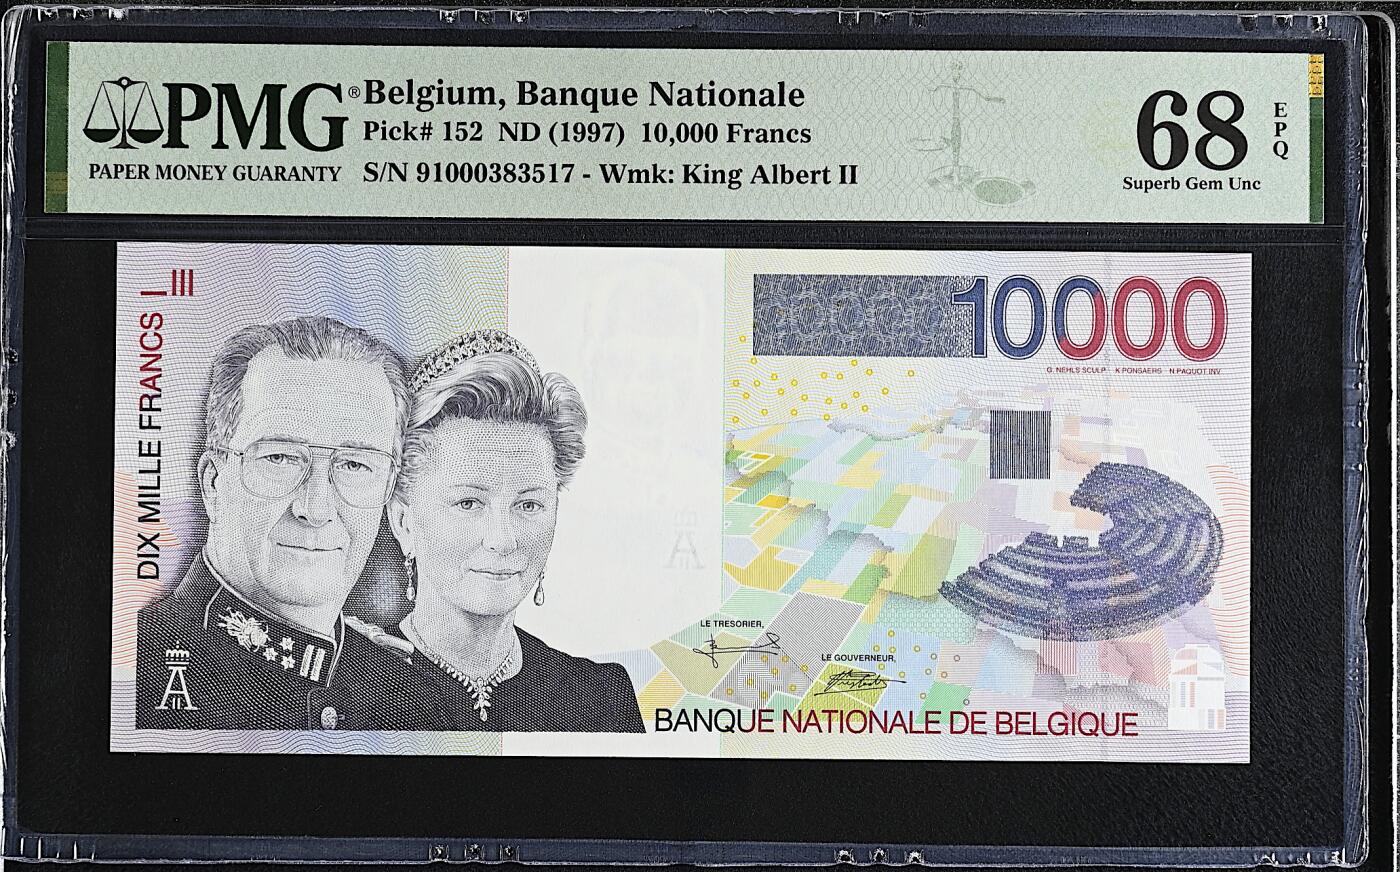 PMG®
PAPER MONEY GUARANTY
Belgium, Banque Nationale
Pick# 152 ND (1997) 10,000 Francs
S/N 91000383517 - Wmk: King Albert II
68
EPQ
Superb Gem Unc
DIX MILLE FRANCS
10000
G. NEHLS SCULP K PONSAERS N.PAQUOT.INV
LE TRESORIER,
LE GOUVERNEUR,
A
II
BANQUE NATIONALE DE BELGIQUE